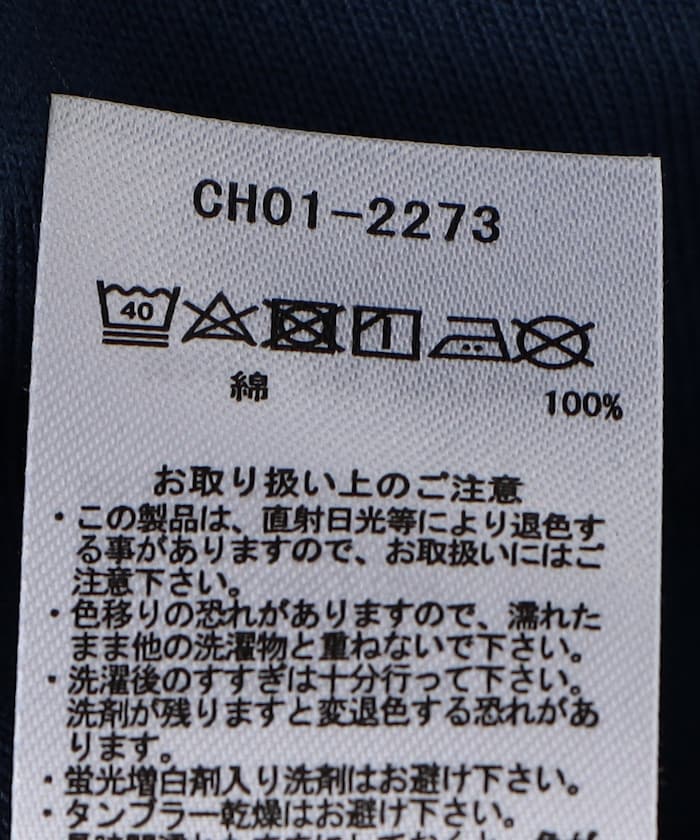 CH01-2273
40
綿 100%
お取り扱い上のご注意
・この製品は、直射日光等により退色す
る事がありますので、お取扱いにはご
注意下さい。
・色移りの恐れがありますので、濡れた
まま他の洗濯物と重ねないで下さい。
・洗濯後のすすぎは十分行って下さい。
洗剤が残りますと変退色する恐れがあ
ります。
・蛍光増白剤入り洗剤はお避け下さい。
・タンブラー乾燥はお避け下さい。